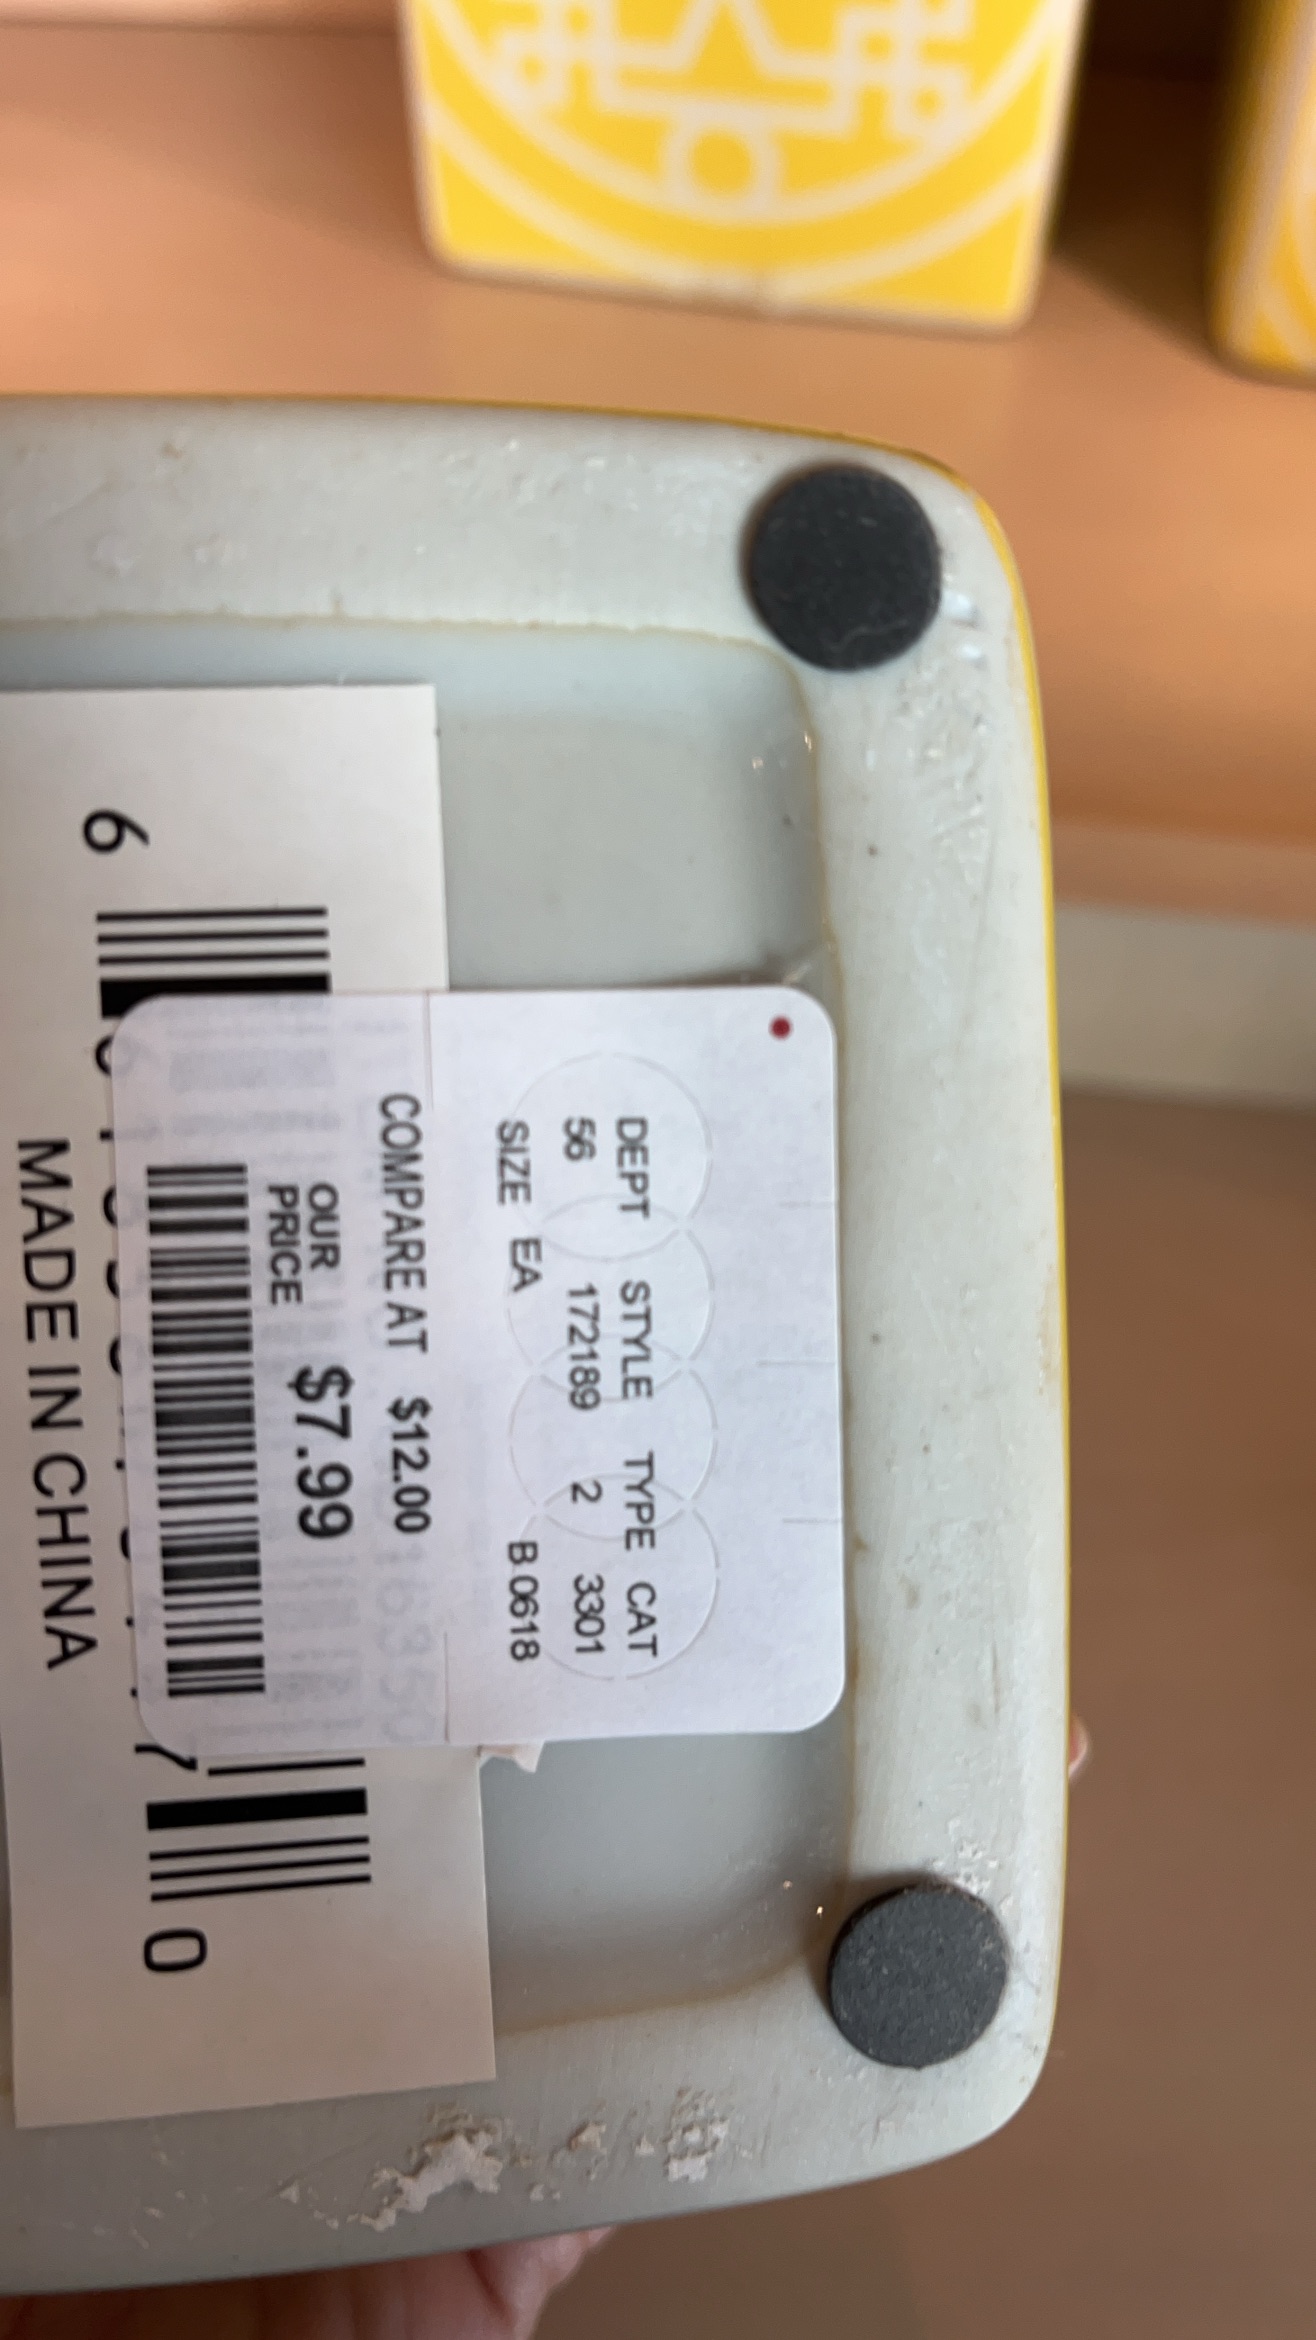 DEPT STYLE TYPE CAT
56 172189 2 3301
SIZE EA B 0618
COMPARE AT $12.00
OUR PRICE $7.99
6 7 0
MADE IN CHINA